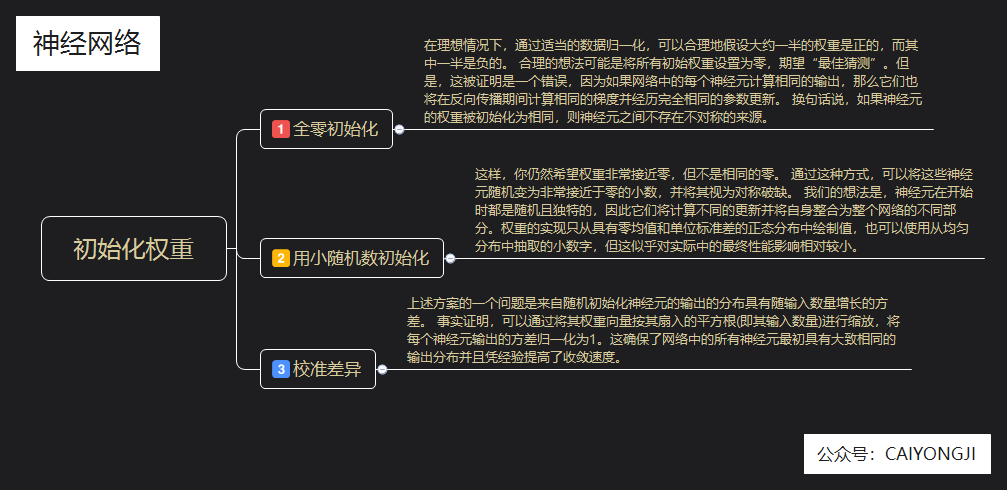 神经网络
在理想情况下，通过适当的数据归一化，可以合理地假设大约一半的权重是正的，而其
中一半是负的。 合理的想法可能是将所有初始权重设置为零，期望“最佳猜测”。但
是，这被证明是一个错误，因为如果网络中的每个神经元计算相同的输出，那么它们也
将在反向传播期间计算相同的梯度并经历完全相同的参数更新。 换句话说，如果神经元
的权重被初始化为相同，则神经元之间不存在不对称的来源。
1 全零初始化
这样，你仍然希望权重非常接近零，但不是相同的零。 通过这种方式，可以将这些神经
元随机变为非常接近于零的小数，并将其视为对称破缺。 我们的想法是，神经元在开始
时都是随机且独特的，因此它们将计算不同的更新并将自身整合为整个网络的不同部
分。权重的实现只从具有零均值和单位标准差的正态分布中绘制值，也可以使用从均匀
分布中抽取的小数字，但这似乎对实际中的最终性能影响相对较小。
初始化权重
2 用小随机数初始化
上述方案的一个问题是来自随机初始化神经元的输出的分布具有随输入数量增长的方
差。 事实证明，可以通过将其权重向量按其扇入的平方根(即其输入数量)进行缩放，将
每个神经元输出的方差归一化为1。这确保了网络中的所有神经元最初具有大致相同的
输出分布并且凭经验提高了收敛速度。
3 校准差异
公众号：CAIYONGJI